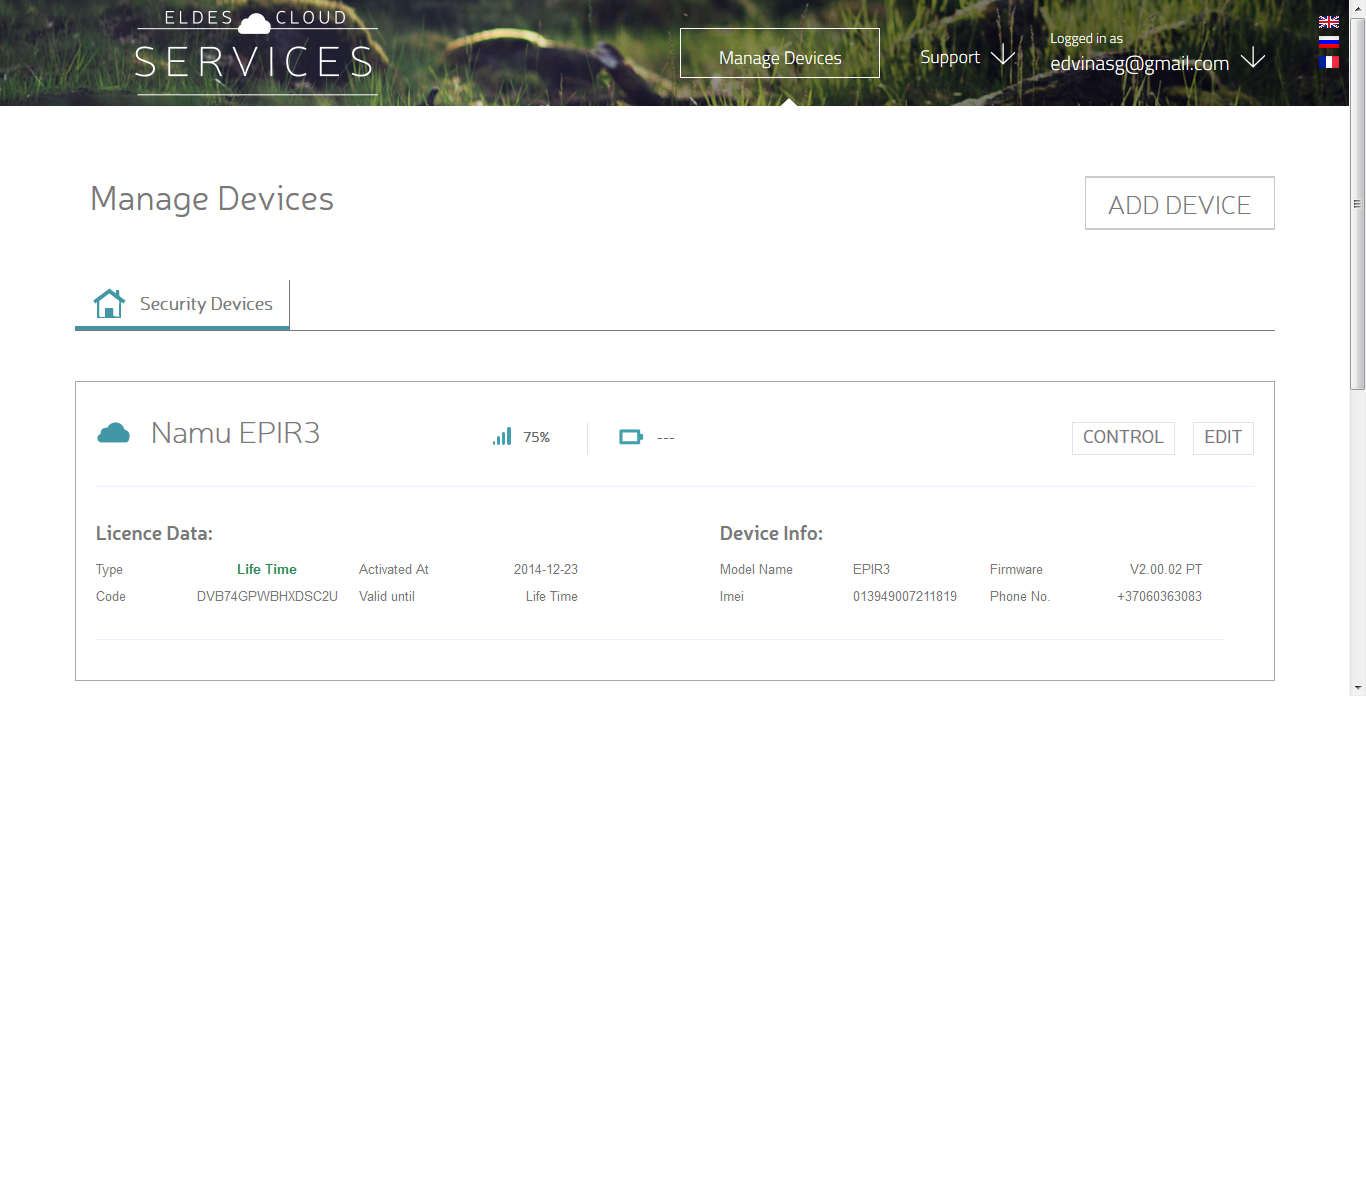 ELDES CLOUD
SERVICES
Manage Devices
Support
Logged in as
edvinasg@gmail.com
Manage Devices
ADD DEVICE
Security Devices
Namu EPIR3
75%
---
CONTROL
EDIT
Licence Data:
Device Info:
Type Life Time Activated At 2014-12-23 Model Name EPIR3 Firmware V2.00.02 PT
Code DVB74GPWBHXDSC2U Valid until Life Time Imei 013949007211819 Phone No. +37060363083